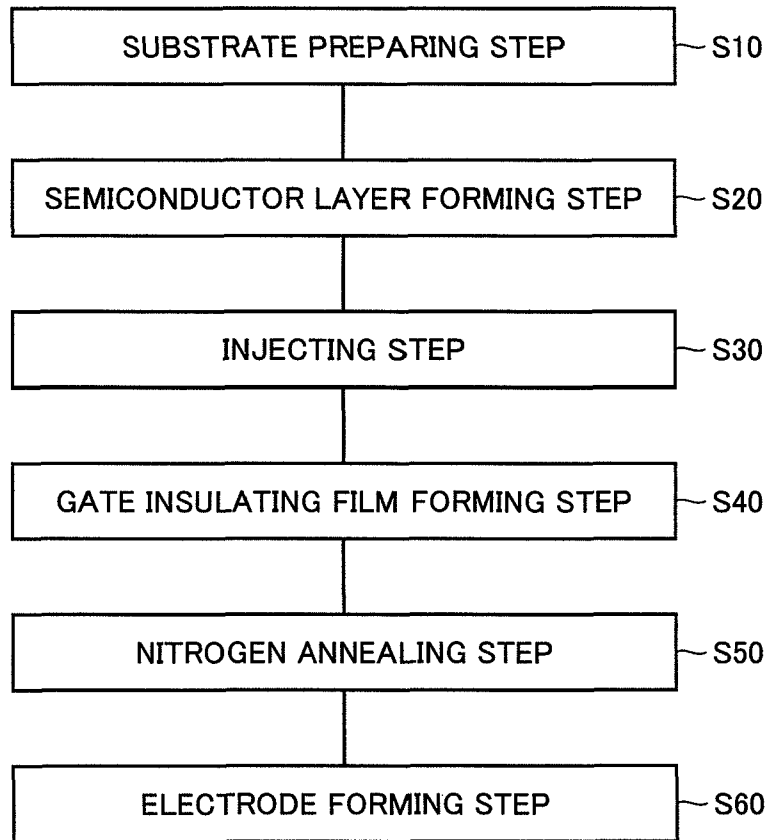 SUBSTRATE PREPARING STEP S10
SEMICONDUCTOR LAYER FORMING STEP S20
INJECTING STEP S30
GATE INSULATING FILM FORMING STEP S40
NITROGEN ANNEALING STEP S50
ELECTRODE FORMING STEP S60